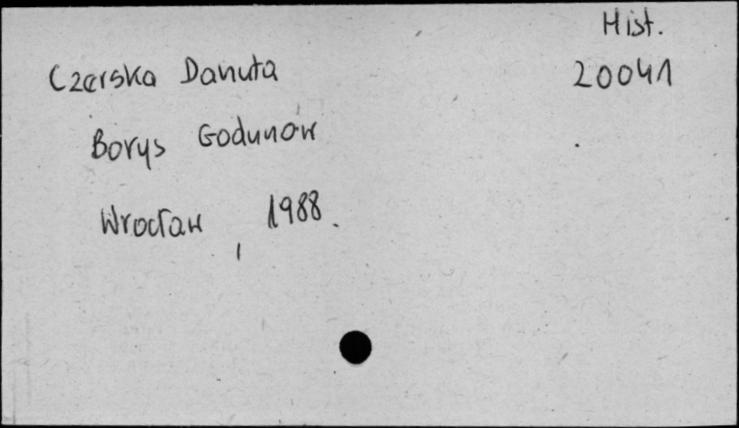 Hist.
Czerska Danuta
20041
Borys Godunow
Wrocław, 1988.